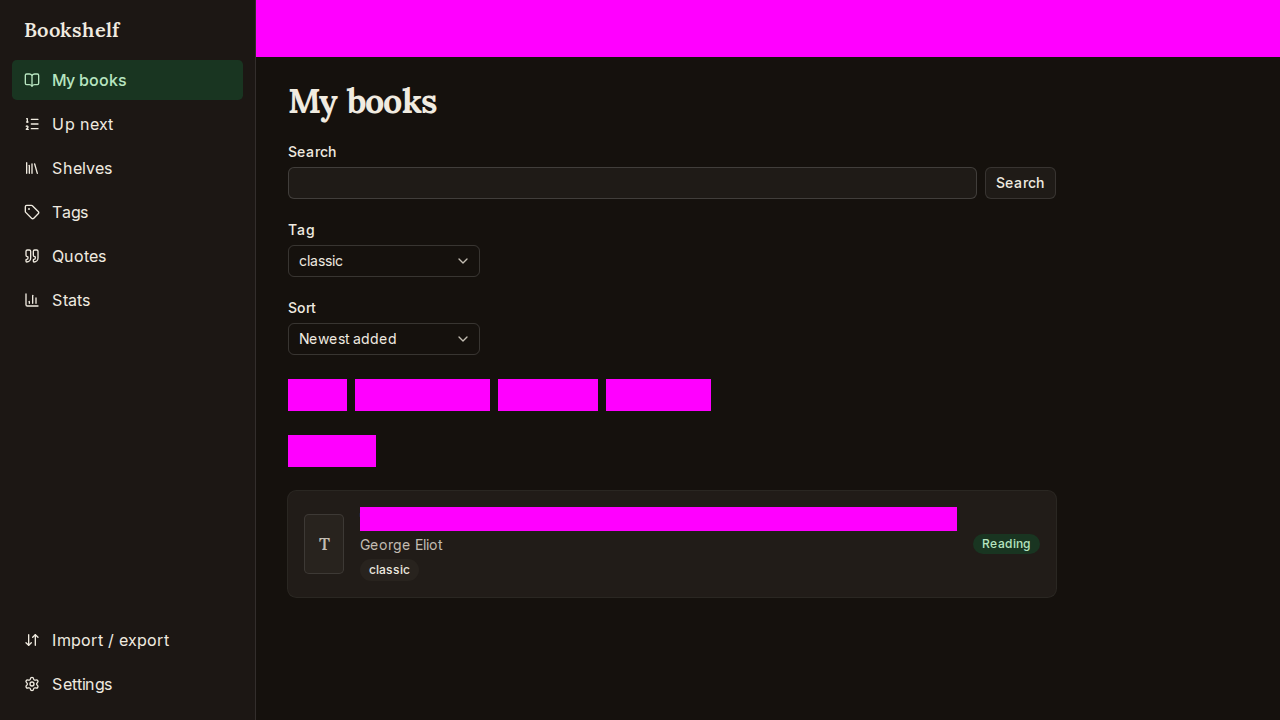 Bookshelf
My books
Up next
Shelves
Tags
Quotes
Stats
Import / export
Settings
My books
Search
Search
Tag
classic
Sort
Newest added
T
George Eliot
classic
Reading